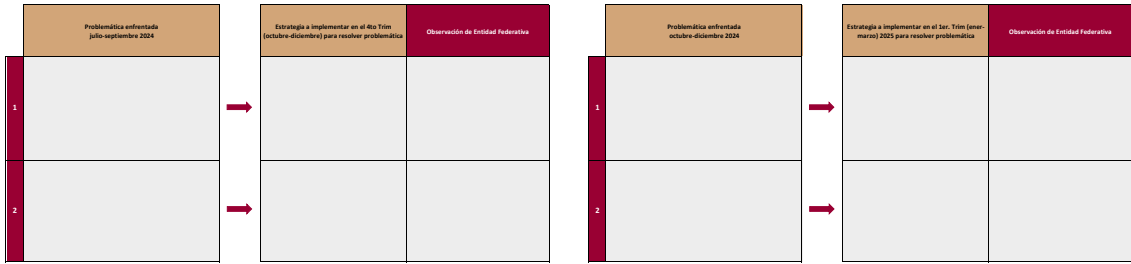 Problemática enfrentada
julio-septiembre 2024
Estrategia a implementar en el 4to Trim
(octubre-diciembre) para resolver problemática
Observación de Entidad Federativa
1
2
Problemática enfrentada
octubre-diciembre 2024
Estrategia a implementar en el 1er. Trim (ener-
marzo) 2025 para resolver problemática
Observación de Entidad Federativa
1
2